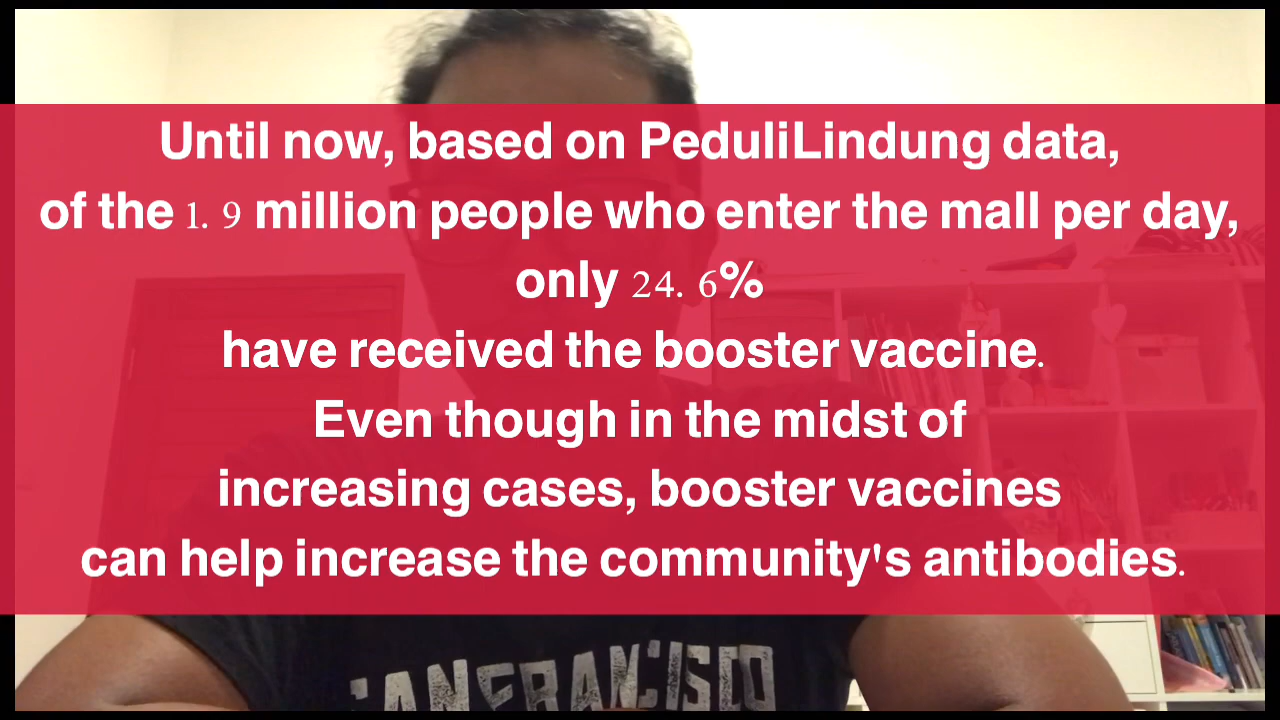 Until now, based on PeduliLindung data,
of the 1. 9 million people who enter the mall per day,
only 24. 6%
have received the booster vaccine.
Even though in the midst of
increasing cases, booster vaccines
can help increase the community's antibodies.